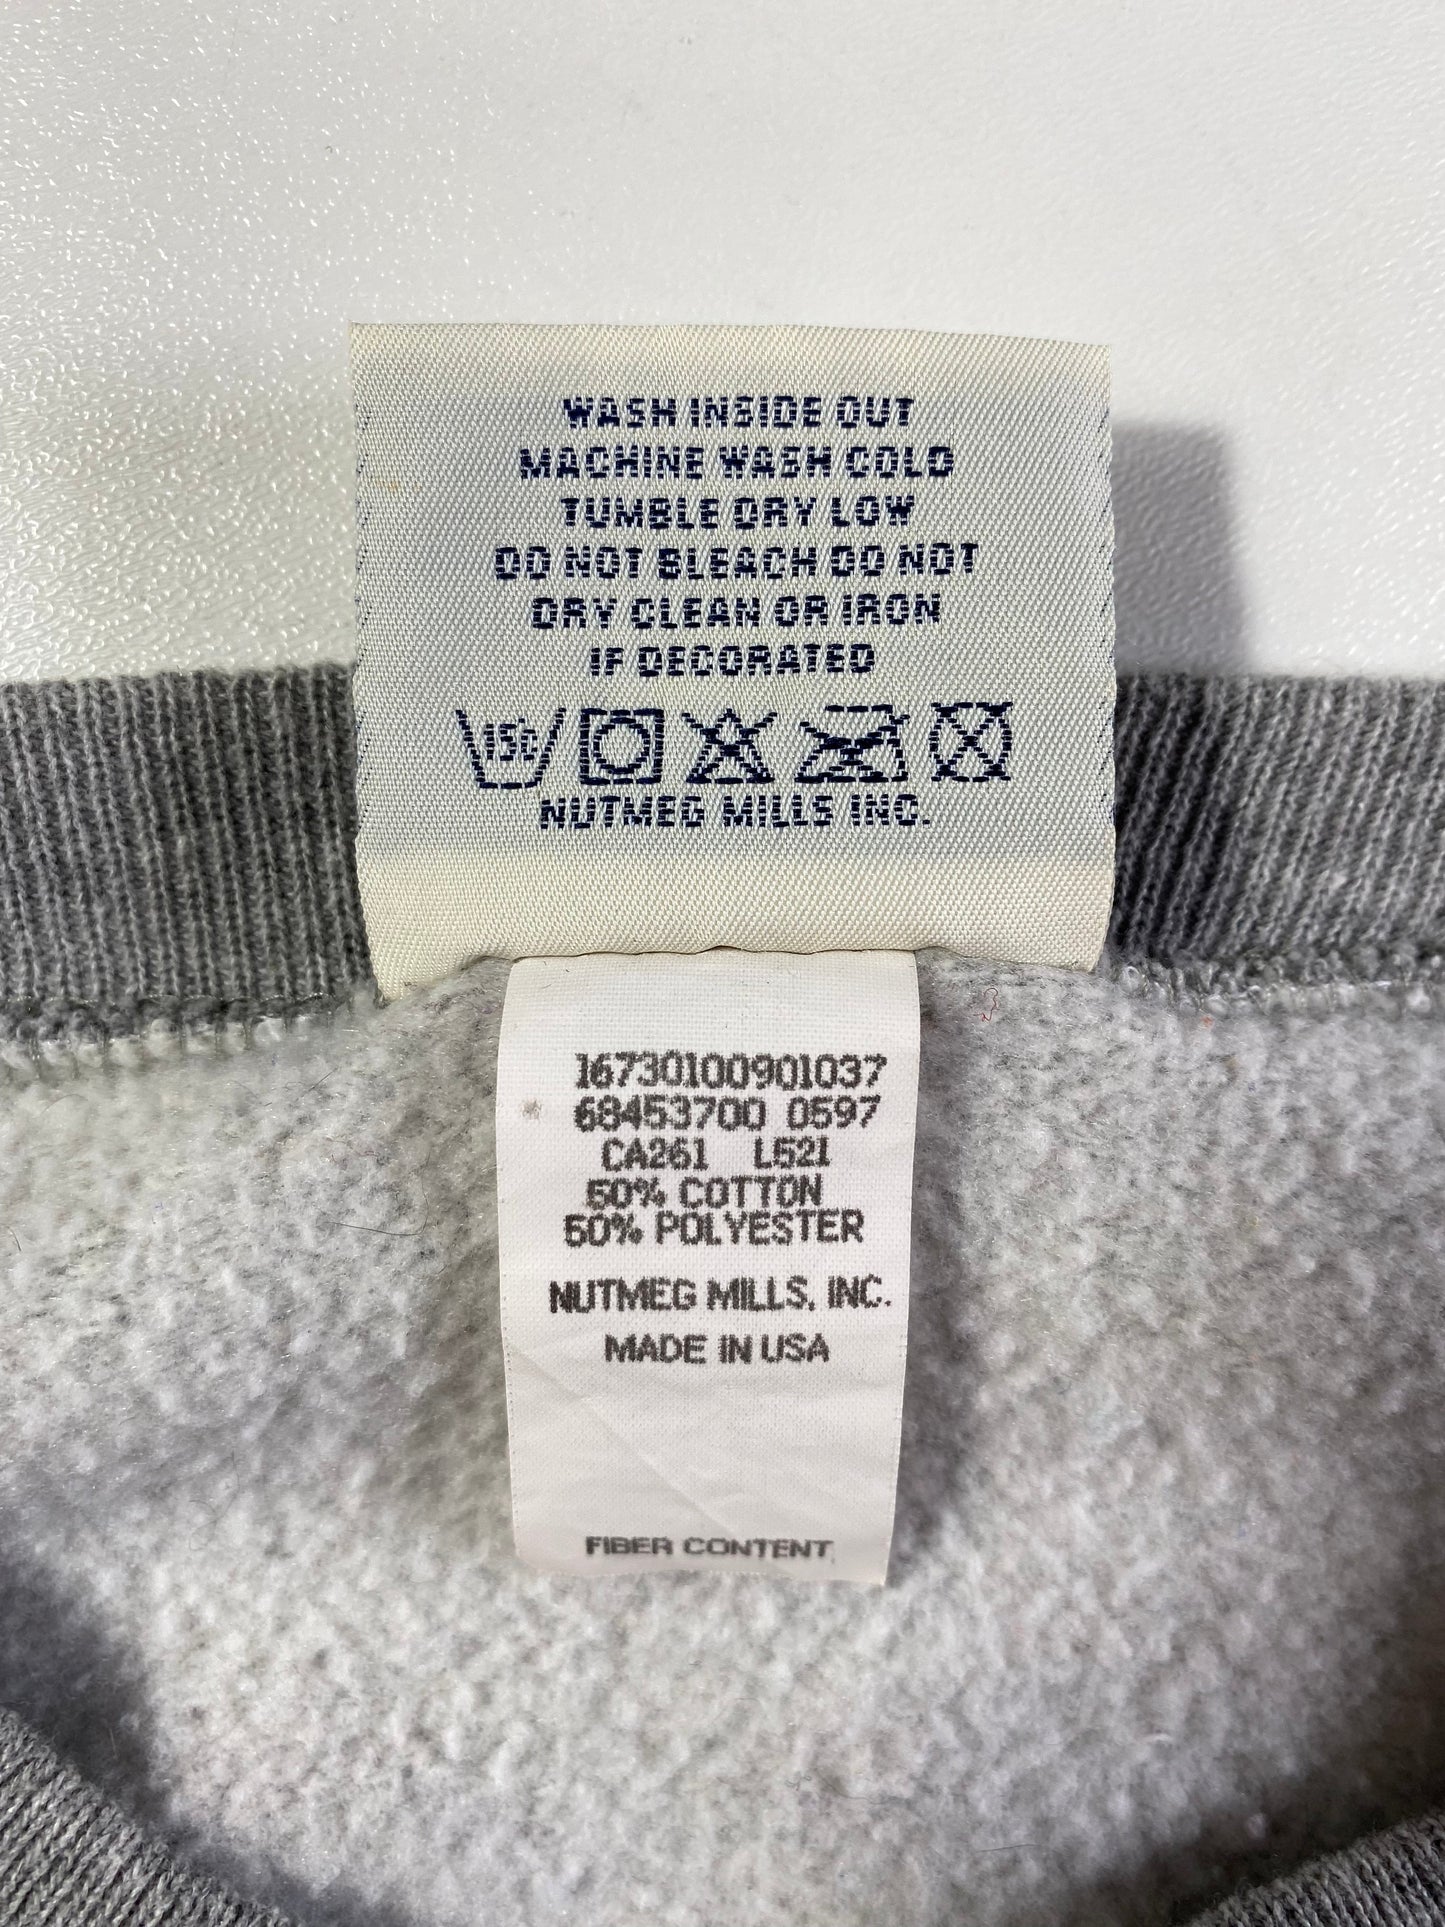 WASH INSIDE OUT
MACHINE WASH COLD
TUMBLE DRY LOW
DO NOT BLEACH DO NOT
DRY CLEAN OR IRON
IF DECORATED
150
NUTMEG MILLS INC.
16730100901037
68453700 0597
CA261 L521
50% COTTON
50% POLYESTER
NUTMEG MILLS, INC.
MADE IN USA
FIBER CONTENT